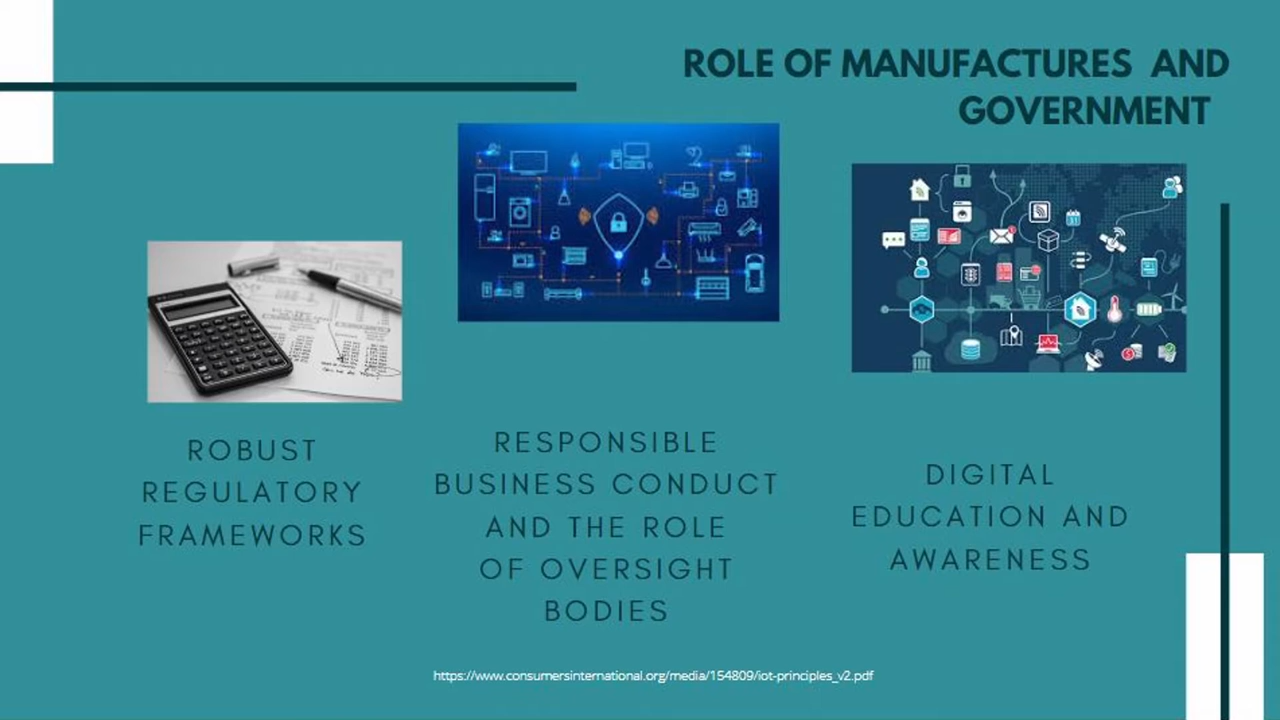 ROLE OF MANUFACTURES AND
GOVERNMENT
ROBUST
REGULATORY
FRAMEWORKS
RESPONSIBLE
BUSINESS CONDUCT
AND THE ROLE
OF OVERSIGHT
BODIES
DIGITAL
EDUCATION AND
AWARENESS
https://www.consumersinternational.org/media/154809/iot-principles_v2.pdf